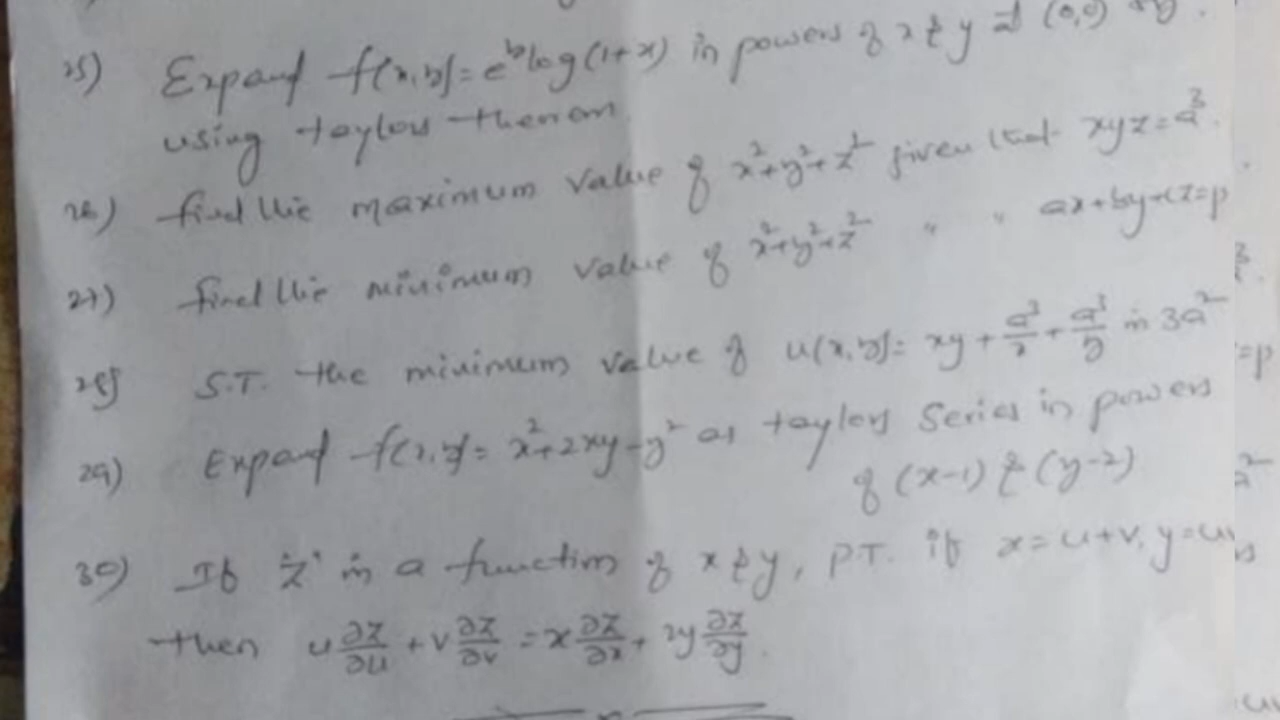 25) Expand f(x,y)= e^y log(1+x) in powers of x & y at (0,0)
using taylors therem
26) find the maximum value of x²+y²+z² given that xyz=a³.
27) find the minimum value of x²+y²+z² " " ax+by+cz=p
28) S.T. the minimum value of u(x,y)= xy + a³/x + a³/y is 3a²
29) Expand f(x,y)= x²+2xy-y² as taylors Series in powers
of (x-1) & (y-2)
30) If 'z' is a function of x & y, P.T. if x=u+v, y=uv
then u ∂z/∂u + v ∂z/∂v = x ∂z/∂x + 2y ∂z/∂y.